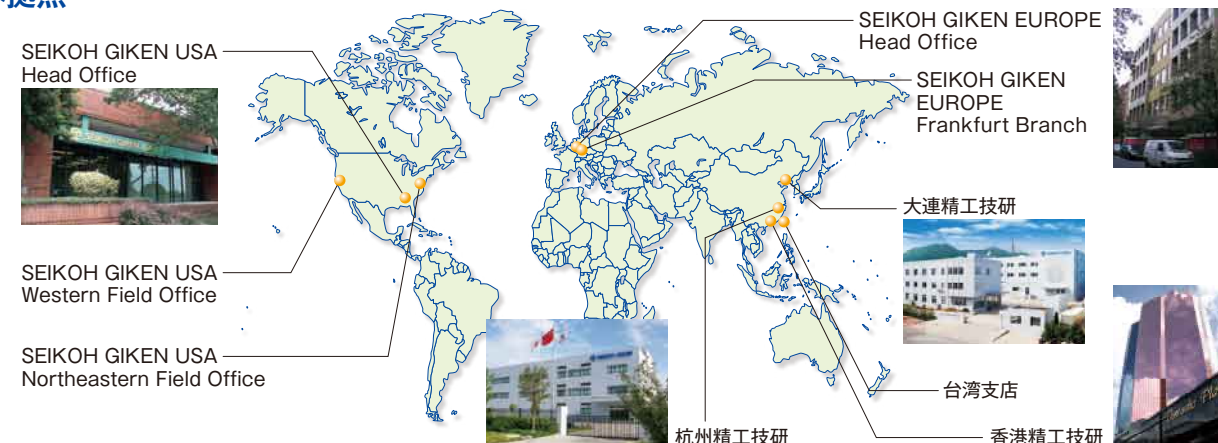 拠点
SEIKOH GIKEN USA
Head Office
SEIKOH GIKEN EUROPE
Head Office
SEIKOH GIKEN
EUROPE
Frankfurt Branch
大連精工技研
SEIKOH GIKEN USA
Western Field Office
SEIKOH GIKEN USA
Northeastern Field Office
台湾支店
杭州精工技研
香港精工技研